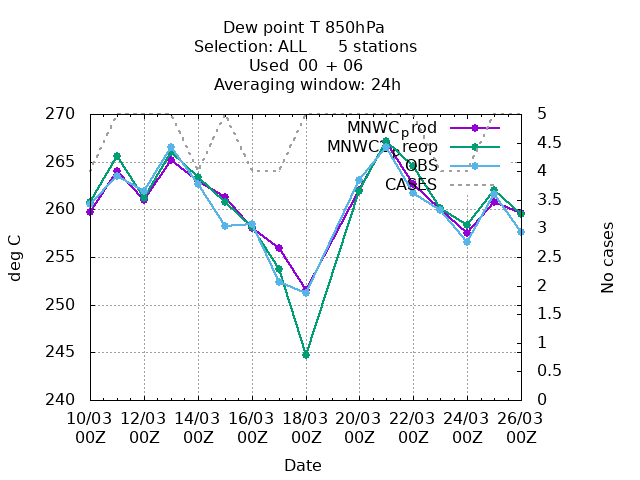 Dew point T 850hPa
Selection: ALL      5 stations
Used  00 + 06
Averaging window: 24h
270
265
260
255
250
245
240
deg C
5
4.5
4
3.5
3
2.5
2
1.5
1
0.5
0
No cases
MNWCprod
MNWCpreop
OBS
CASES
10/03 12/03 14/03 16/03 18/03 20/03 22/03 24/03 26/03
00Z 00Z 00Z 00Z 00Z 00Z 00Z 00Z 00Z
Date